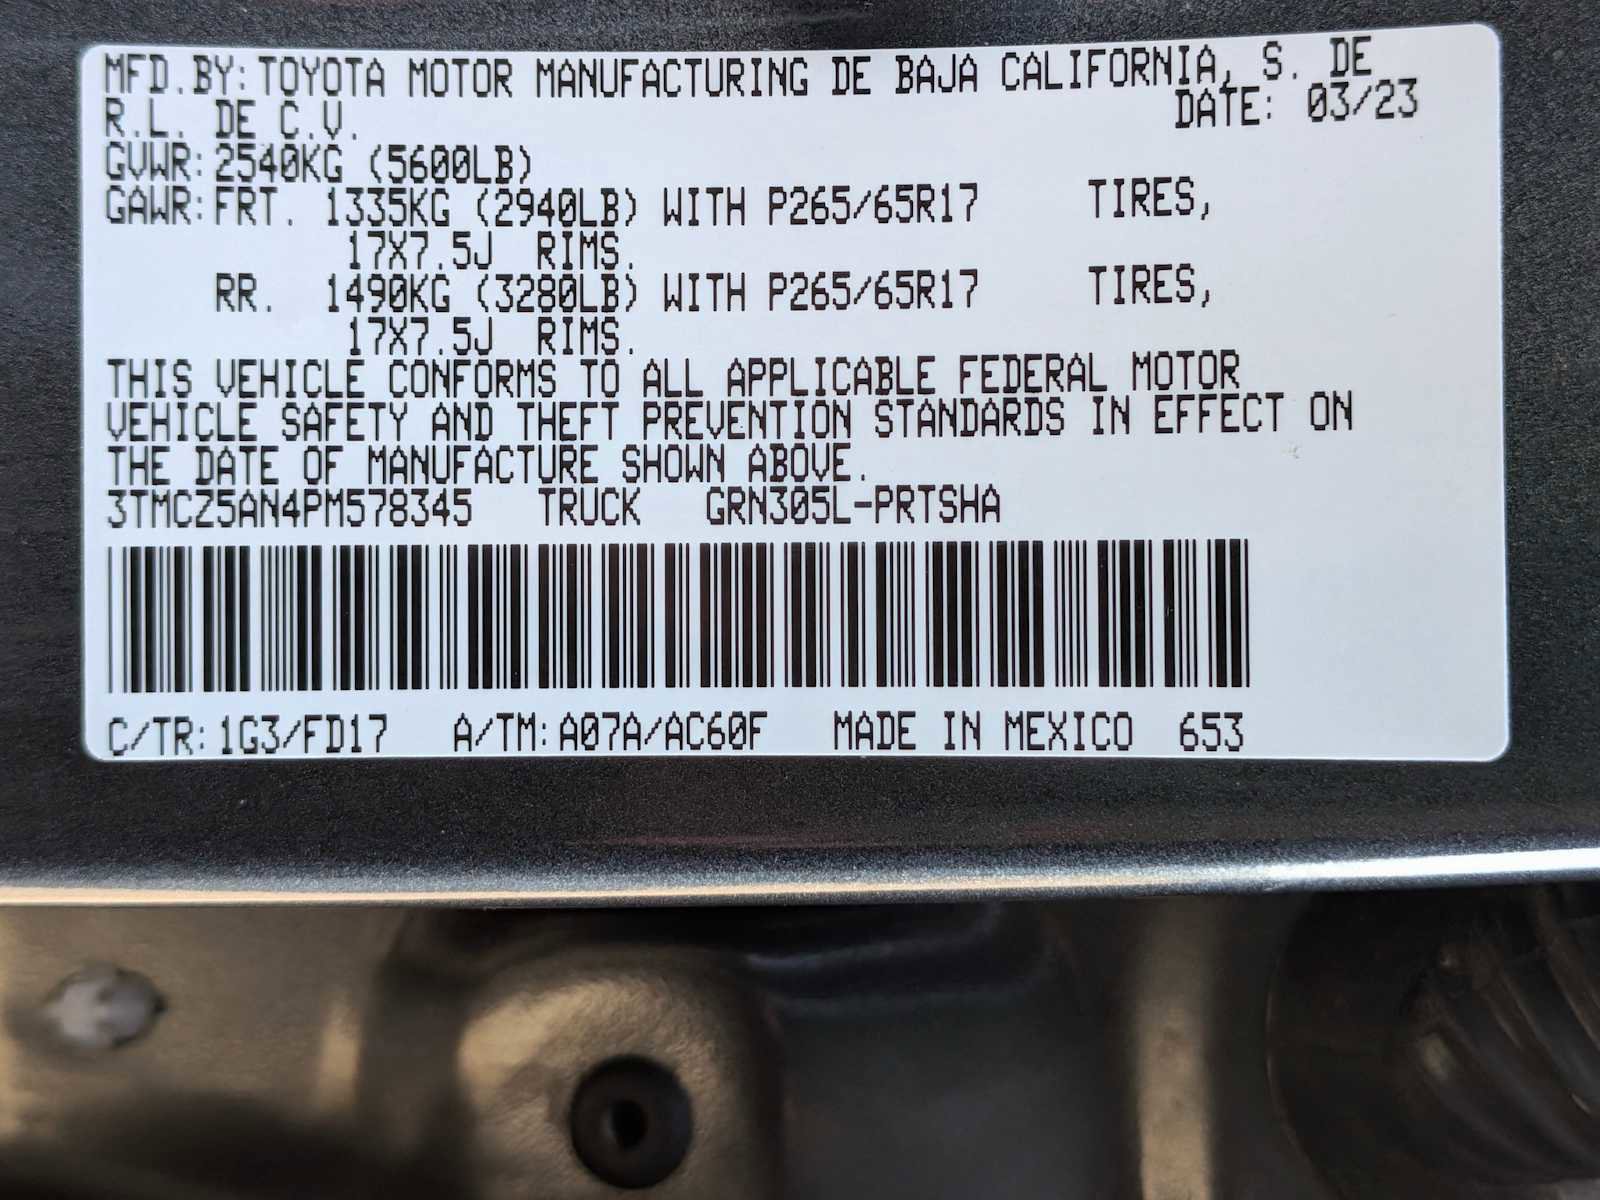 MFD.BY:TOYOTA MOTOR MANUFACTURING DE BAJA CALIFORNIA, S. DE
R.L. DE C.V. DATE: 03/23
GVWR:2540KG (5600LB)
GAWR:FRT. 1335KG (2940LB) WITH P265/65R17 TIRES,
17X7.5J RIMS.
RR. 1490KG (3280LB) WITH P265/65R17 TIRES,
17X7.5J RIMS.
THIS VEHICLE CONFORMS TO ALL APPLICABLE FEDERAL MOTOR
VEHICLE SAFETY AND THEFT PREVENTION STANDARDS IN EFFECT ON
THE DATE OF MANUFACTURE SHOWN ABOVE.
3TMCZ5AN4PM578345 TRUCK GRN305L-PRTSHA
C/TR:1G3/FD17 A/TM:A07A/AC60F MADE IN MEXICO 653